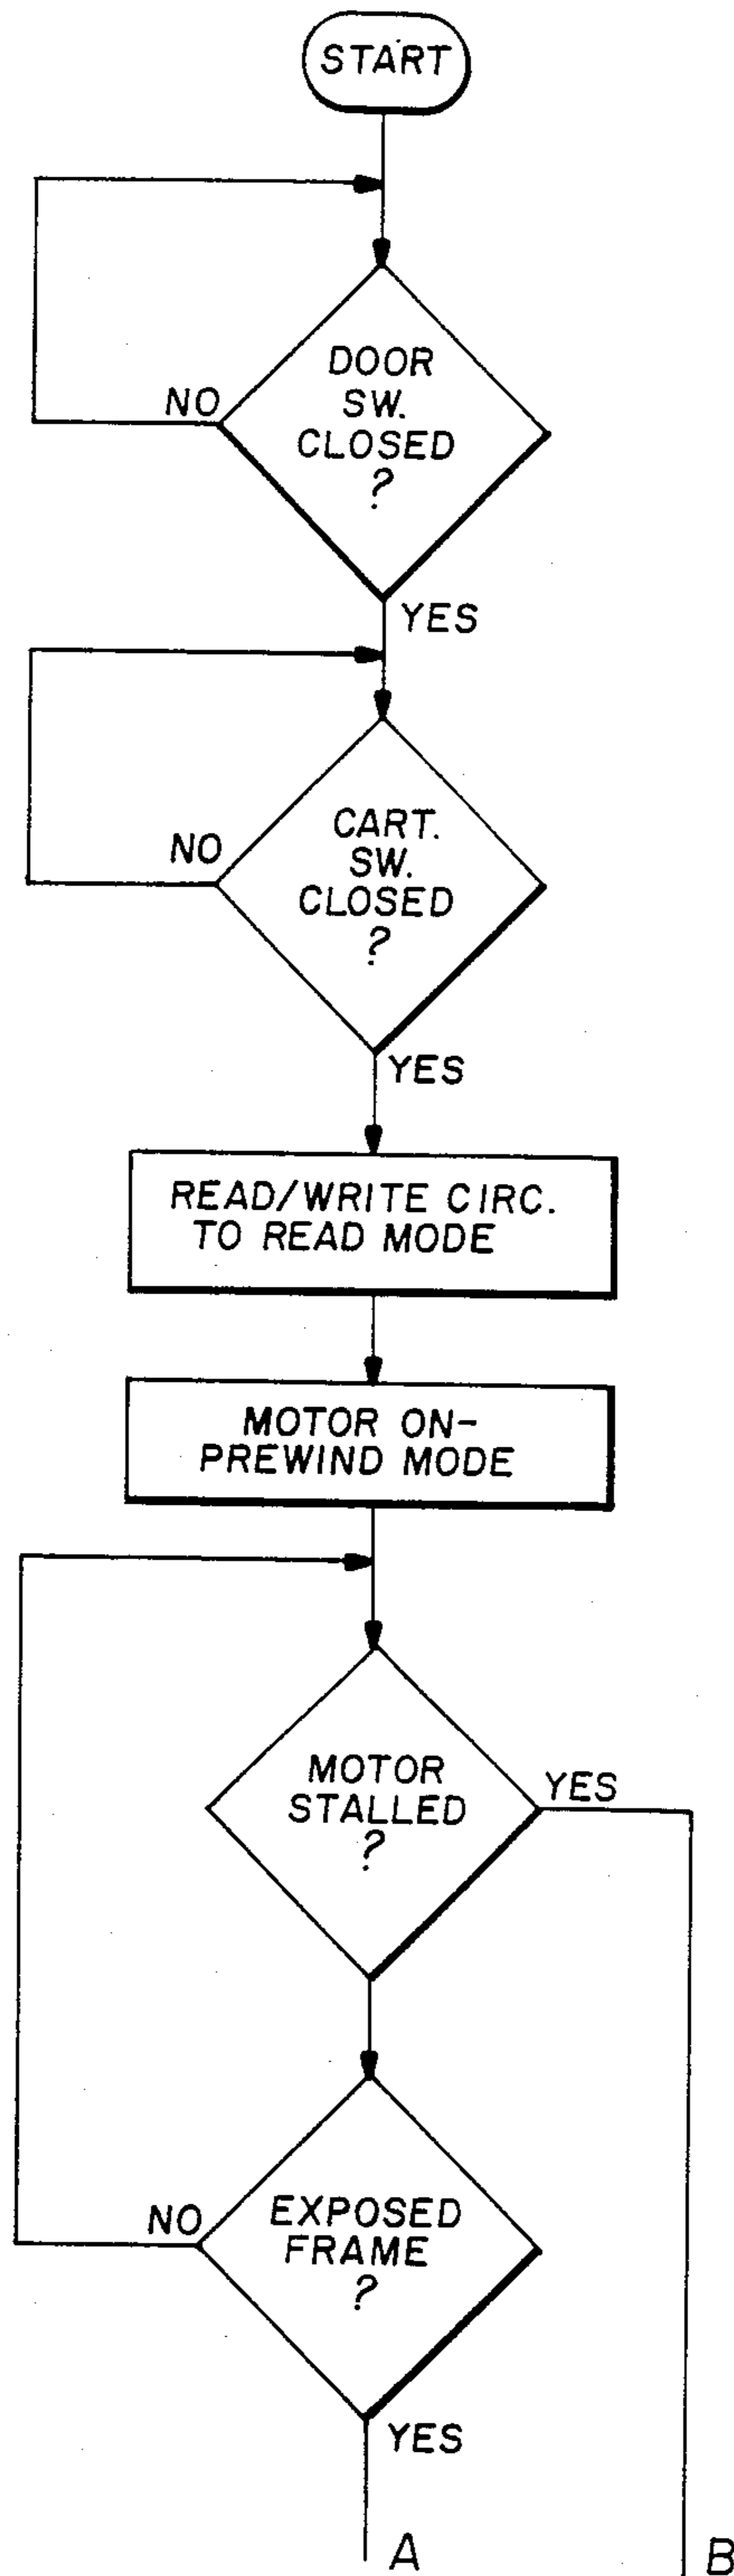 START
DOOR
SW.
CLOSED
?
NO
YES
CART.
SW.
CLOSED
?
NO
YES
READ/WRITE CIRC.
TO READ MODE
MOTOR ON-
PREWIND MODE
MOTOR
STALLED
?
YES
EXPOSED
FRAME
?
NO
YES
A
B